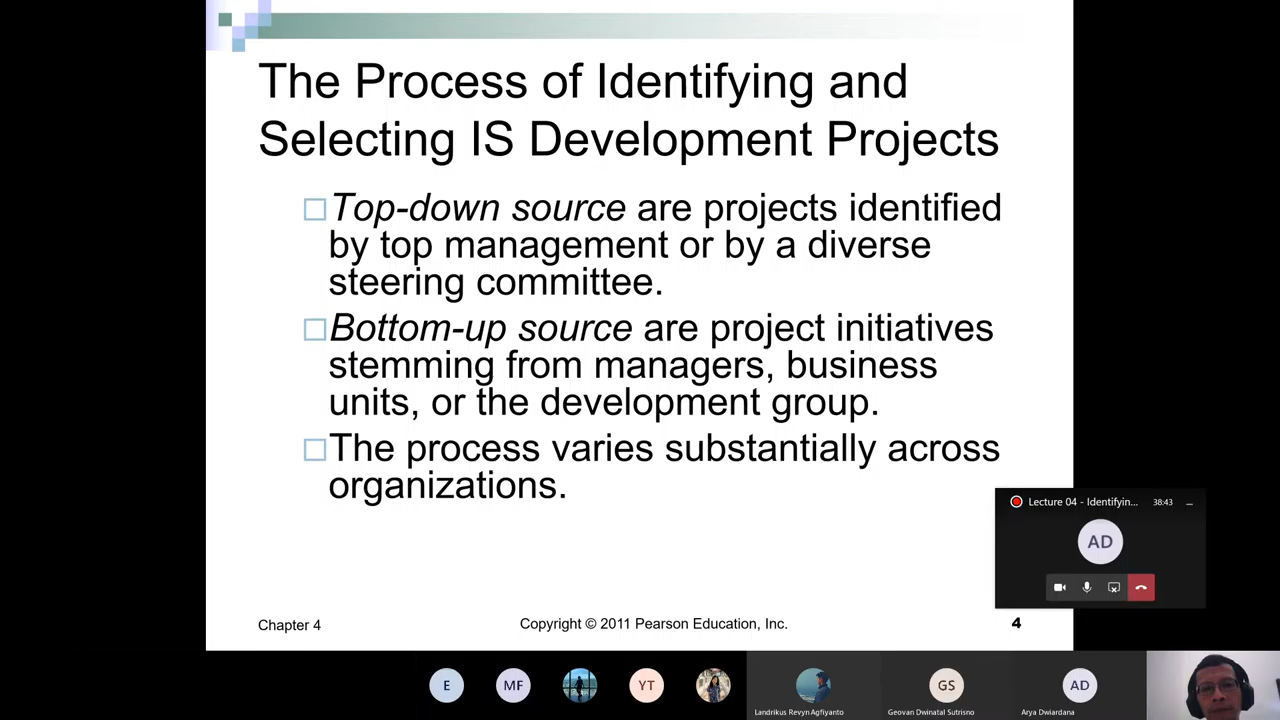 The Process of Identifying and
Selecting IS Development Projects
Top-down source are projects identified
by top management or by a diverse
steering committee.
Bottom-up source are project initiatives
stemming from managers, business
units, or the development group.
The process varies substantially across
organizations.
Lecture 04 - Identifyin... 38:43
AD
Chapter 4
Copyright © 2011 Pearson Education, Inc.
4
E
MF
YT
GS
AD
Landrikus Revyn Agfiyanto
Geovan Dwinatal Sutrisno
Arya Dwiardana